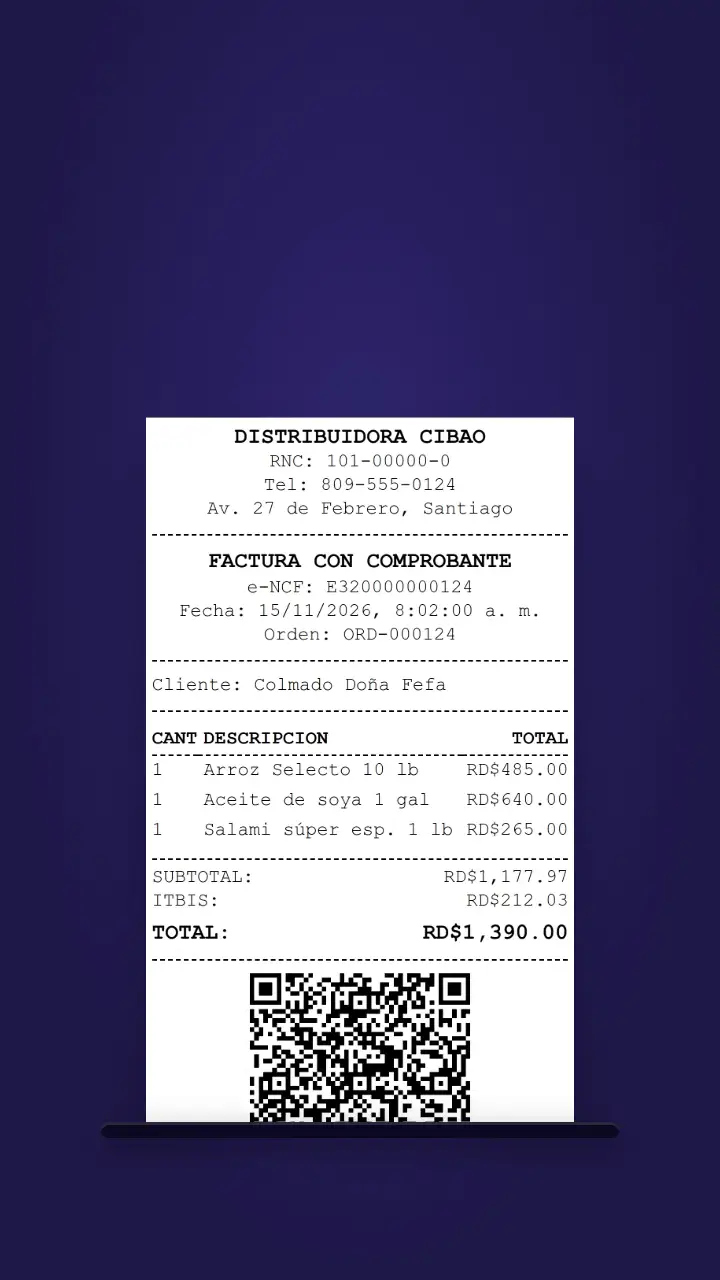 DISTRIBUIDORA CIBAO
RNC: 101-00000-0
Tel: 809-555-0124
Av. 27 de Febrero, Santiago
FACTURA CON COMPROBANTE
e-NCF: E320000000124
Fecha: 15/11/2026, 8:02:00 a. m.
Orden: ORD-000124
Cliente: Colmado Doña Fefa
CANT DESCRIPCION TOTAL
1 Arroz Selecto 10 lb RD$485.00
1 Aceite de soya 1 gal RD$640.00
1 Salami súper esp. 1 lb RD$265.00
SUBTOTAL: RD$1,177.97
ITBIS: RD$212.03
TOTAL: RD$1,390.00